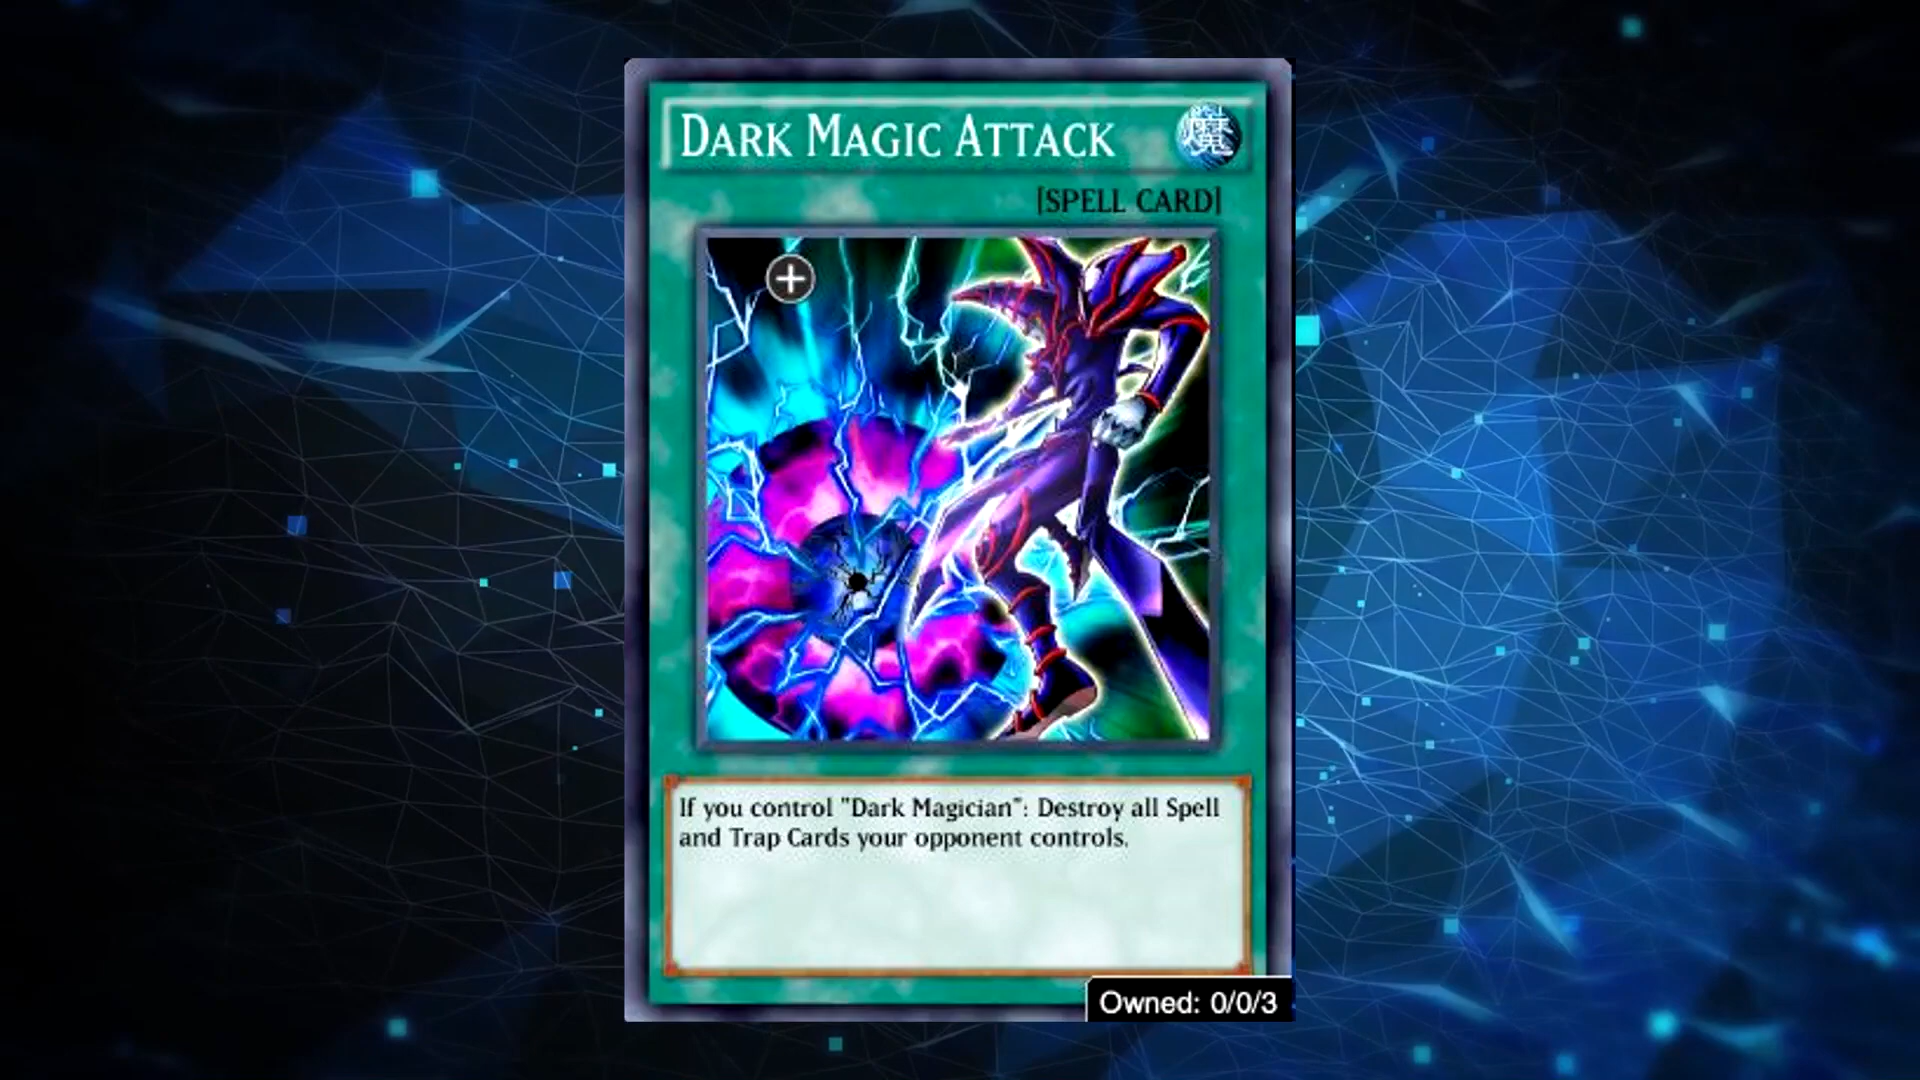 DARK MAGIC ATTACK
魔
[SPELL CARD]
If you control "Dark Magician": Destroy all Spell
and Trap Cards your opponent controls.
Owned: 0/0/3